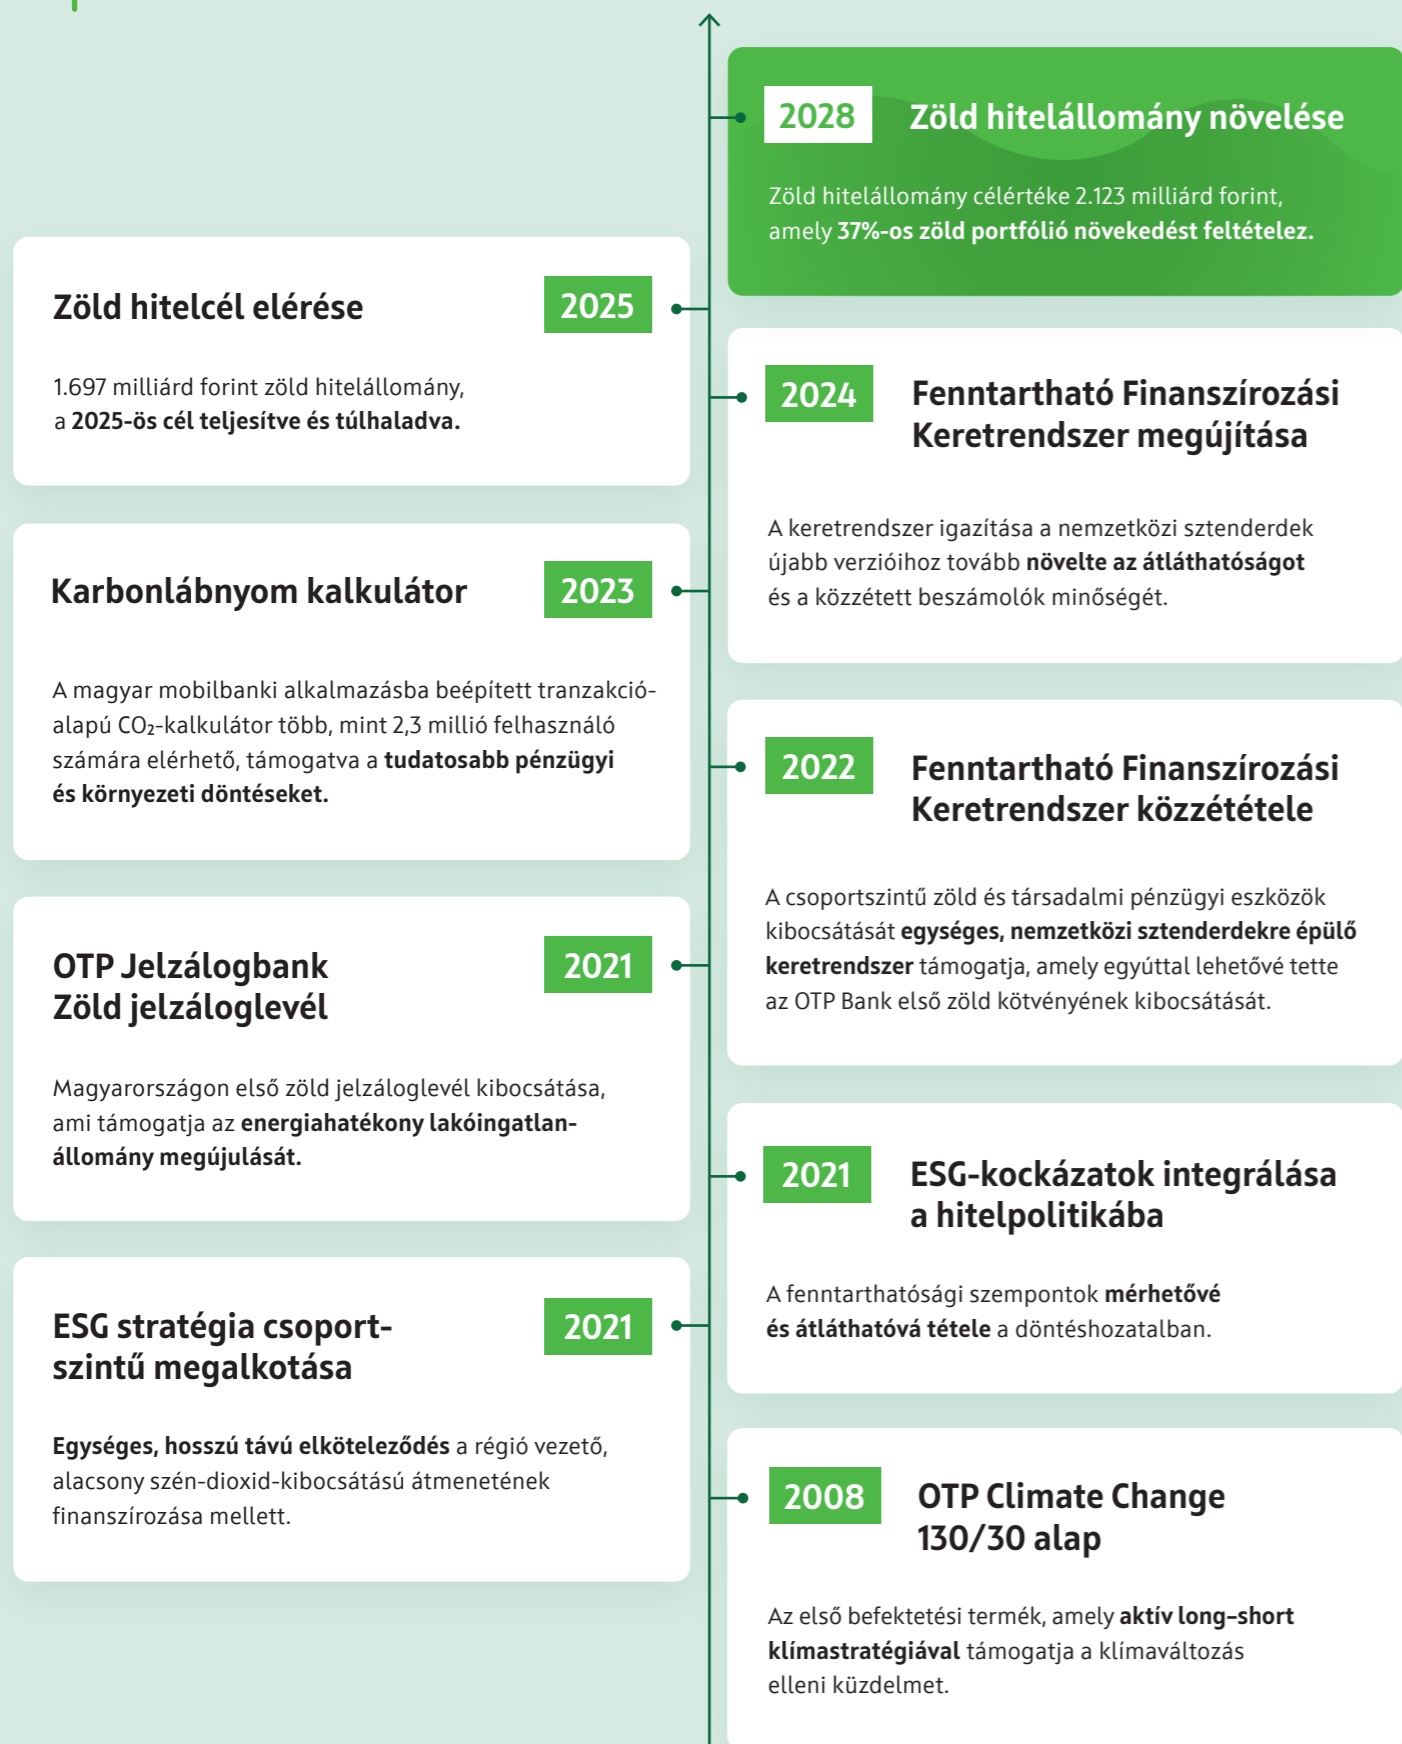 2028
Zöld hitelállomány növelése
Zöld hitelállomány célértéke 2.123 milliárd forint,
amely 37%-os zöld portfólió növekedést feltételez.
Zöld hitelcél elérése
2025
1.697 milliárd forint zöld hitelállomány,
a 2025-ös cél teljesítve és túlhaladva.
2024
Fenntartható Finanszírozási
Keretrendszer megújítása
A keretrendszer igazítása a nemzetközi sztenderdek
újabb verzióihoz tovább növelte az átláthatóságot
és a közzétett beszámolók minőségét.
Karbonlábnyom kalkulátor
2023
A magyar mobilbanki alkalmazásba beépített tranzakció-
alapú CO₂-kalkulátor több, mint 2,3 millió felhasználó
számára elérhető, támogatva a tudatosabb pénzügyi
és környezeti döntéseket.
2022
Fenntartható Finanszírozási
Keretrendszer közzététele
A csoportszintű zöld és társadalmi pénzügyi eszközök
kibocsátását egységes, nemzetközi sztenderdekre épülő
keretrendszer támogatja, amely egyúttal lehetővé tette
az OTP Bank első zöld kötvényének kibocsátását.
OTP Jelzálogbank
Zöld jelzáloglevél
2021
Magyarországon első zöld jelzáloglevél kibocsátása,
ami támogatja az energiahatékony lakóingatlan-
állomány megújulását.
2021
ESG-kockázatok integrálása
a hitelpolitikába
A fenntarthatósági szempontok mérhetővé
és átláthatóvá tétele a döntéshozatalban.
ESG stratégia csoport-
szintű megalkotása
2021
Egységes, hosszú távú elköteleződés a régió vezető,
alacsony szén-dioxid-kibocsátású átmenetének
finanszírozása mellett.
2008
OTP Climate Change
130/30 alap
Az első befektetési termék, amely aktív long–short
klímastratégiával támogatja a klímaváltozás
elleni küzdelmet.